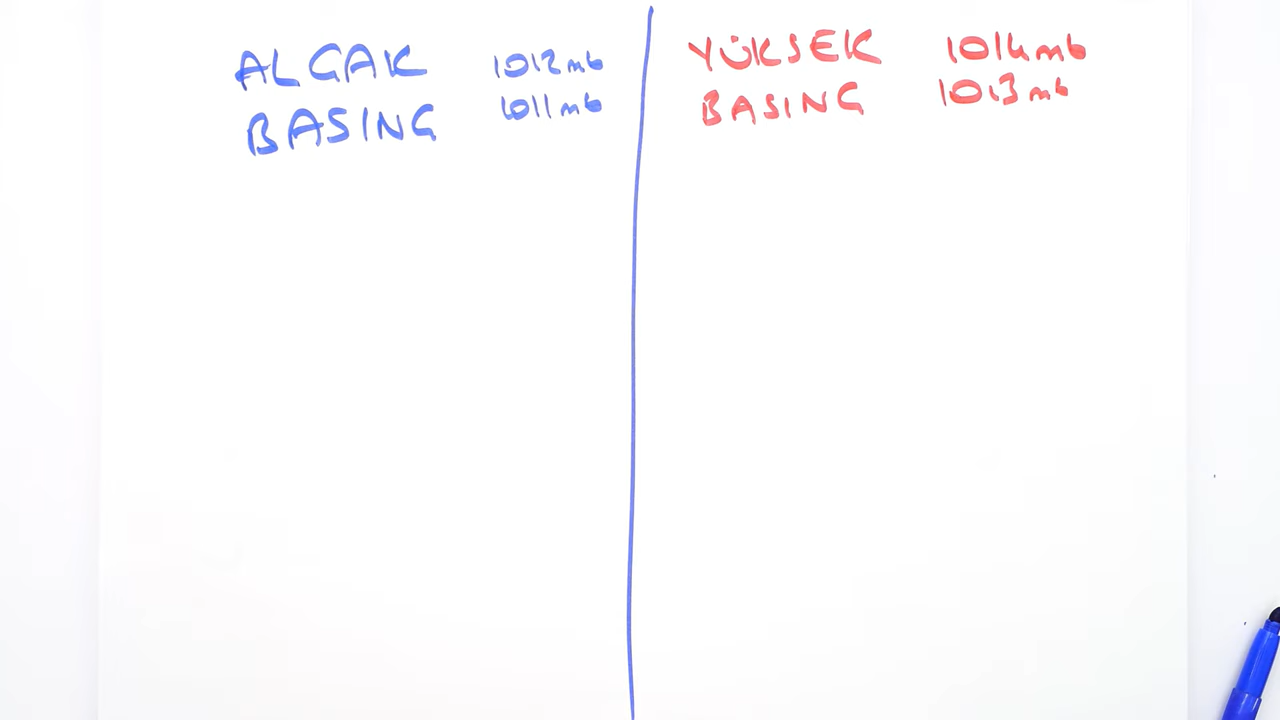 ALÇAK 1012mb
BASINÇ 1011mb
YÜKSEK 1014mb
BASINÇ 1013mb